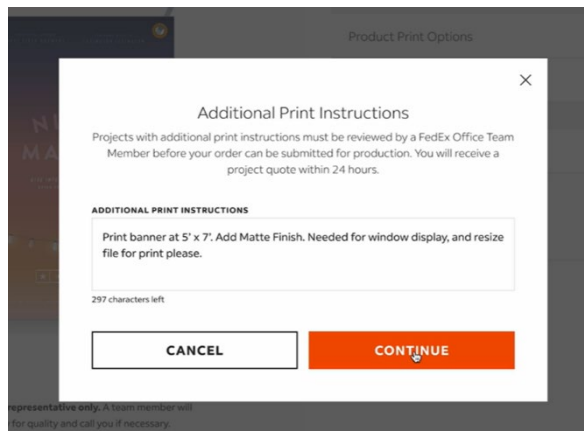 Product Print Options
NI
MA
Additional Print Instructions
Projects with additional print instructions must be reviewed by a FedEx Office Team
Member before your order can be submitted for production. You will receive a
project quote within 24 hours.
ADDITIONAL PRINT INSTRUCTIONS
Print banner at 5' x 7'. Add Matte Finish. Needed for window display, and resize
file for print please.
297 characters left
CANCEL
CONTINUE
representative only. A team member will
for quality and call you if necessary.